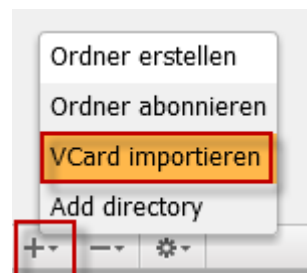 Ordner erstellen
Ordner abonnieren
VCard importieren
Add directory